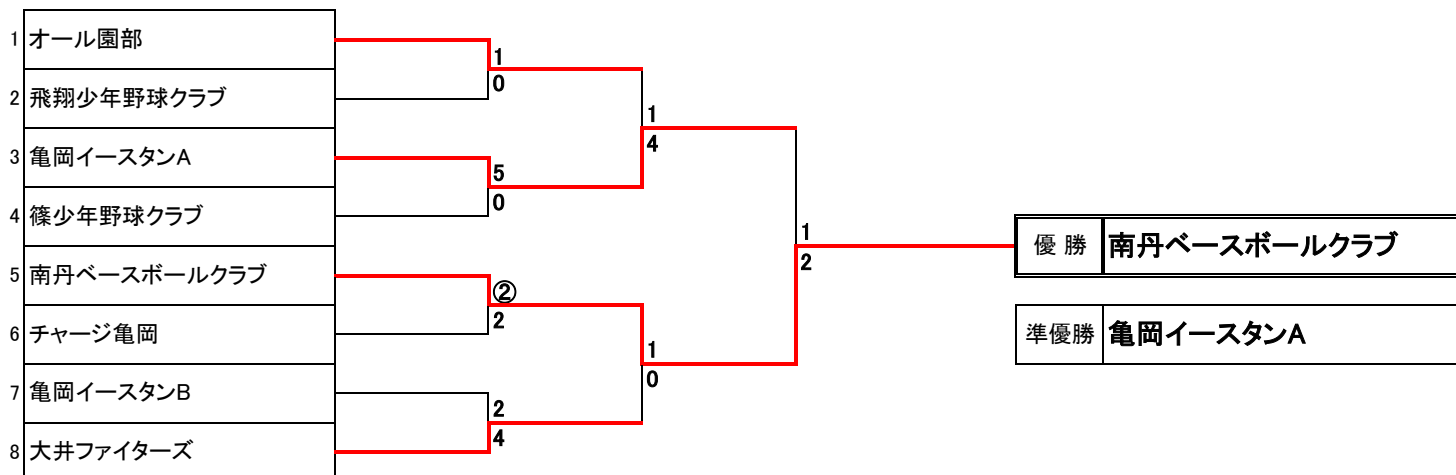 1 オール園部
1
0
2 飛翔少年野球クラブ
1
4
3 亀岡イースタンA
5
0
4 篠少年野球クラブ
1
2
優 勝 南丹ベースボールクラブ
5 南丹ベースボールクラブ
②
2
6 チャージ亀岡
準優勝 亀岡イースタンA
1
0
7 亀岡イースタンB
2
4
8 大井ファイターズ